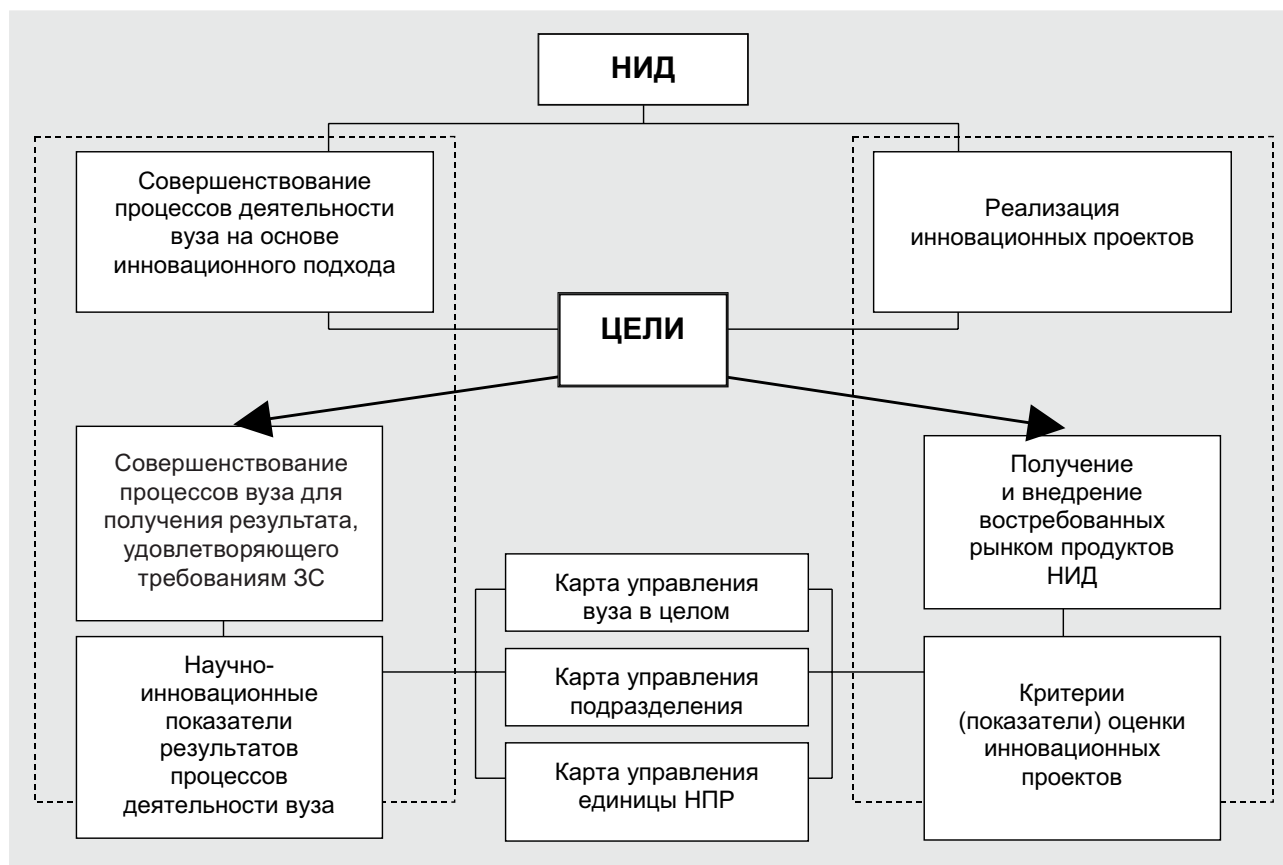 НИД
Совершенствование
процессов деятельности
вуза на основе
инновационного подхода
Реализация
инновационных проектов
ЦЕЛИ
Совершенствование
процессов вуза для
получения результата,
удовлетворяющего
требованиям ЗС
Получение
и внедрение
востребованных
рынком продуктов
НИД
Карта управления
вуза в целом
Карта управления
подразделения
Карта управления
единицы НПР
Научно-
инновационные
показатели
результатов
процессов
деятельности вуза
Критерии
(показатели) оценки
инновационных
проектов